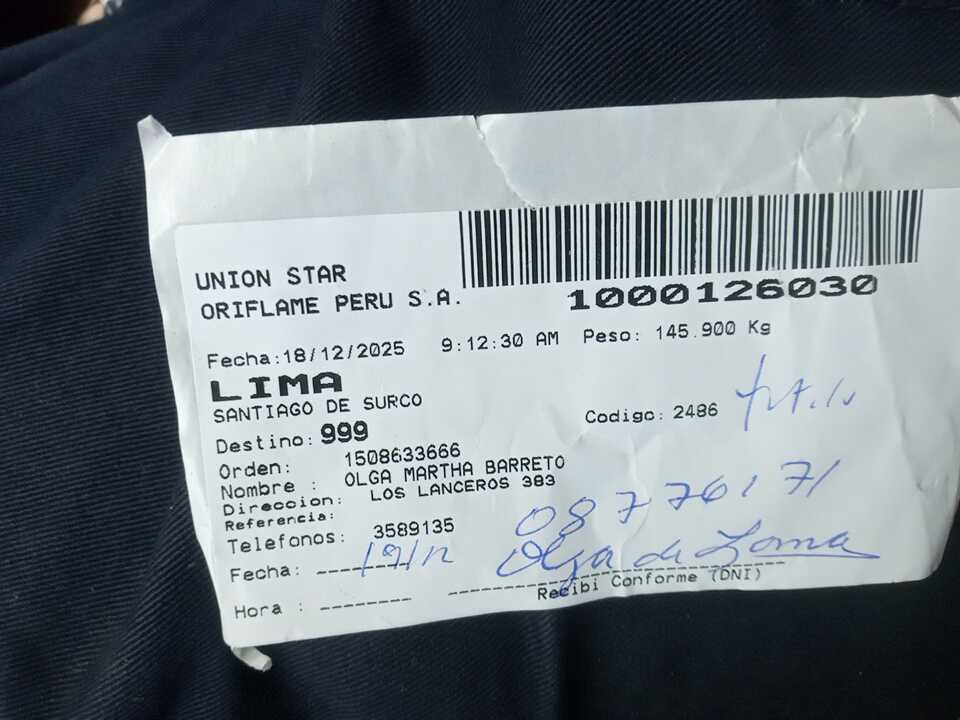 UNION STAR
ORIFLAME PERU S.A.
1000126030
Fecha:18/12/2025 9:12:30 AM Peso: 145.900 Kg
LIMA
SANTIAGO DE SURCO
Codigo: 2486
Destino: 999
Orden: 1508633666
Nombre : OLGA MARTHA BARRETO
Direccion: LOS LANCEROS 383
Referencia:
08776171
Telefonos: 3589135
Fecha: 19/12
Olga de Loma
Hora :
Recibi Conforme (DNI)